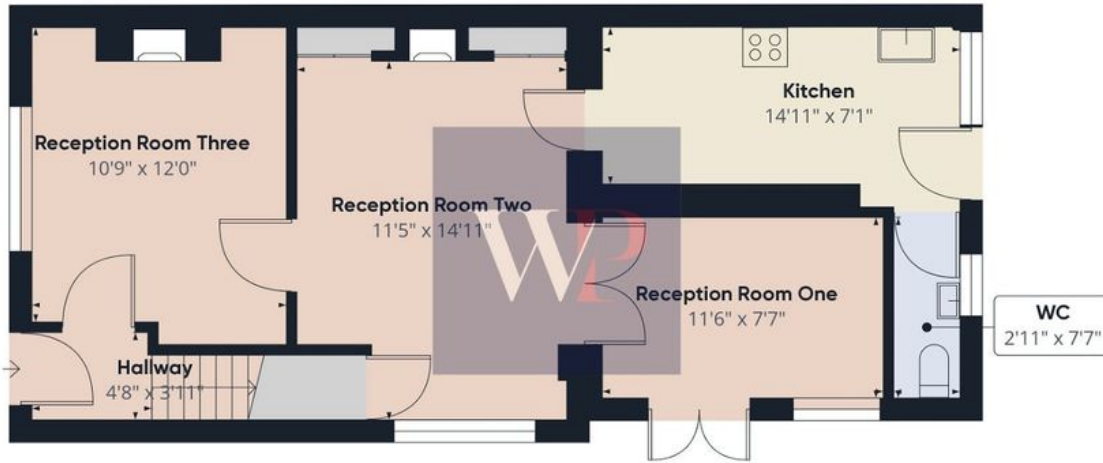 Kitchen
14'11" x 7'1"
Reception Room Three
10'9" x 12'0"
Reception Room Two
11'5" x 14'11"
WP
Reception Room One
11'6" x 7'7"
WC
2'11" x 7'7"
Hallway
4'8" x 3'11"